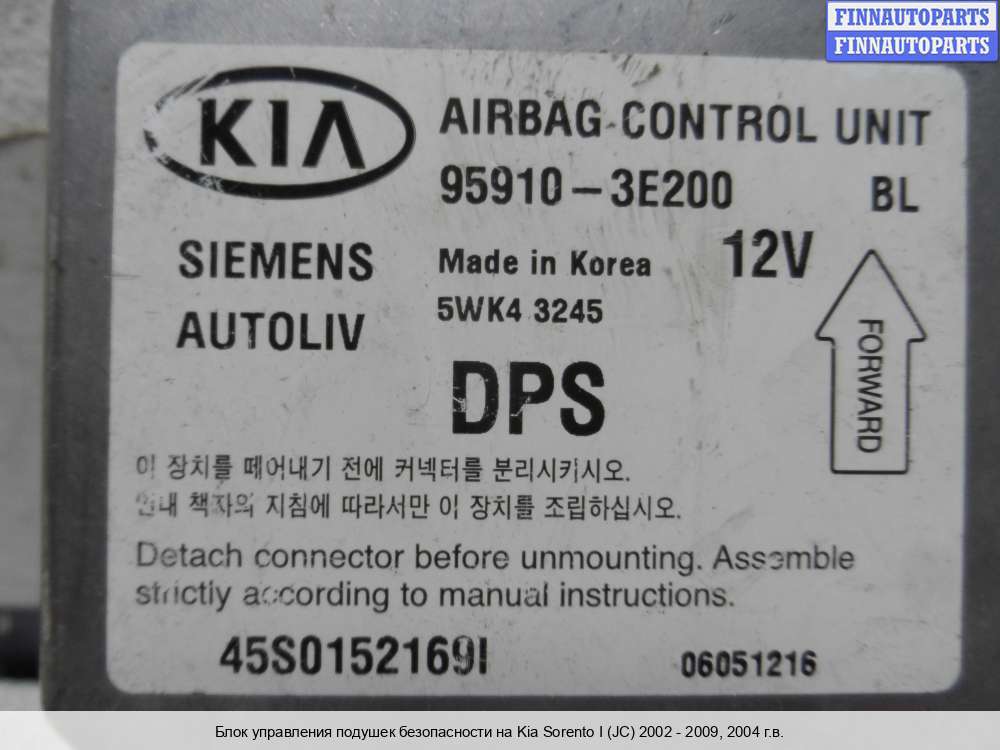 FINNAUTOPARTS
FINNAUTOPARTS
KIA
AIRBAG CONTROL UNIT
95910-3E200 BL
SIEMENS
AUTOLIV
Made in Korea
12V
5WK4 3245
FORWARD
DPS
이 장치를 떼어내기 전에 커넥터를 분리시키시오.
안내 책자의 지침에 따라서만 이 장치를 조립하십시오.
Detach connector before unmounting. Assemble
strictly according to manual instructions.
45S0152169I
06051216
Блок управления подушек безопасности на Kia Sorento I (JC) 2002 - 2009, 2004 г.в.